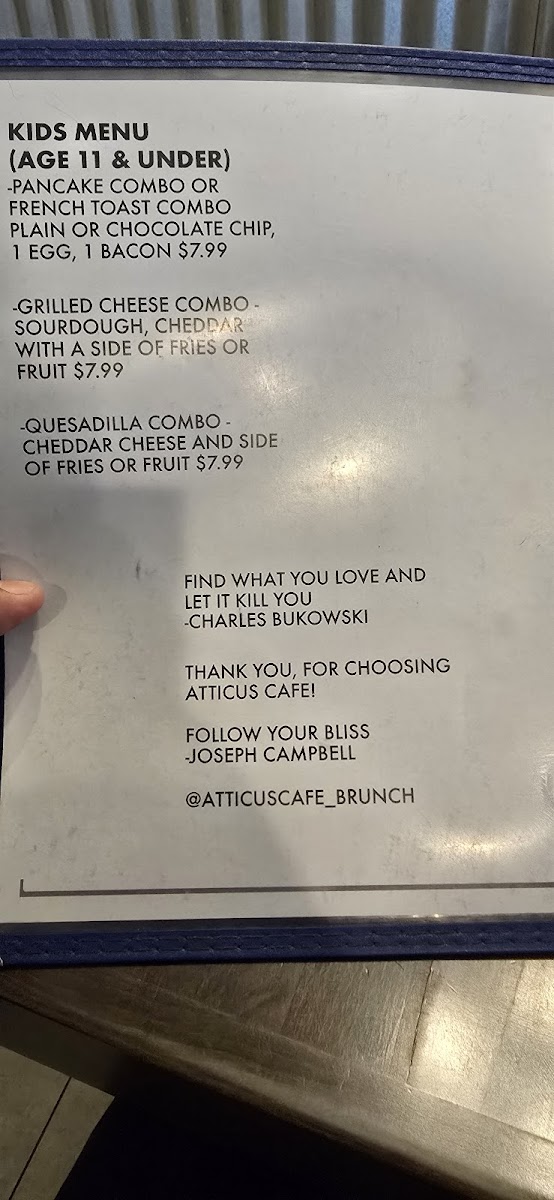 KIDS MENU
(AGE 11 & UNDER)
-PANCAKE COMBO OR
FRENCH TOAST COMBO
PLAIN OR CHOCOLATE CHIP,
1 EGG, 1 BACON $7.99
-GRILLED CHEESE COMBO -
SOURDOUGH, CHEDDAR
WITH A SIDE OF FRIES OR
FRUIT $7.99
-QUESADILLA COMBO -
CHEDDAR CHEESE AND SIDE
OF FRIES OR FRUIT $7.99
FIND WHAT YOU LOVE AND
LET IT KILL YOU
-CHARLES BUKOWSKI
THANK YOU, FOR CHOOSING
ATTICUS CAFE!
FOLLOW YOUR BLISS
-JOSEPH CAMPBELL
@ATTICUSCAFE_BRUNCH